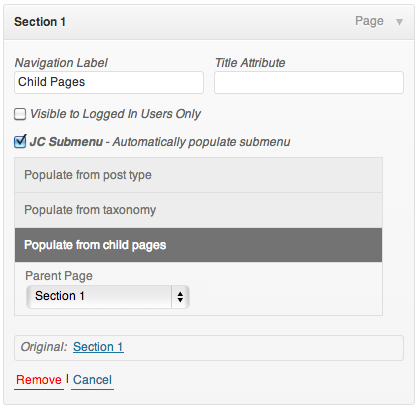 Section 1 Page
Navigation Label Title Attribute
Child Pages
Visible to Logged In Users Only
JC Submenu - Automatically populate submenu
Populate from post type
Populate from taxonomy
Populate from child pages
Parent Page
Section 1
Original: Section 1
Remove | Cancel